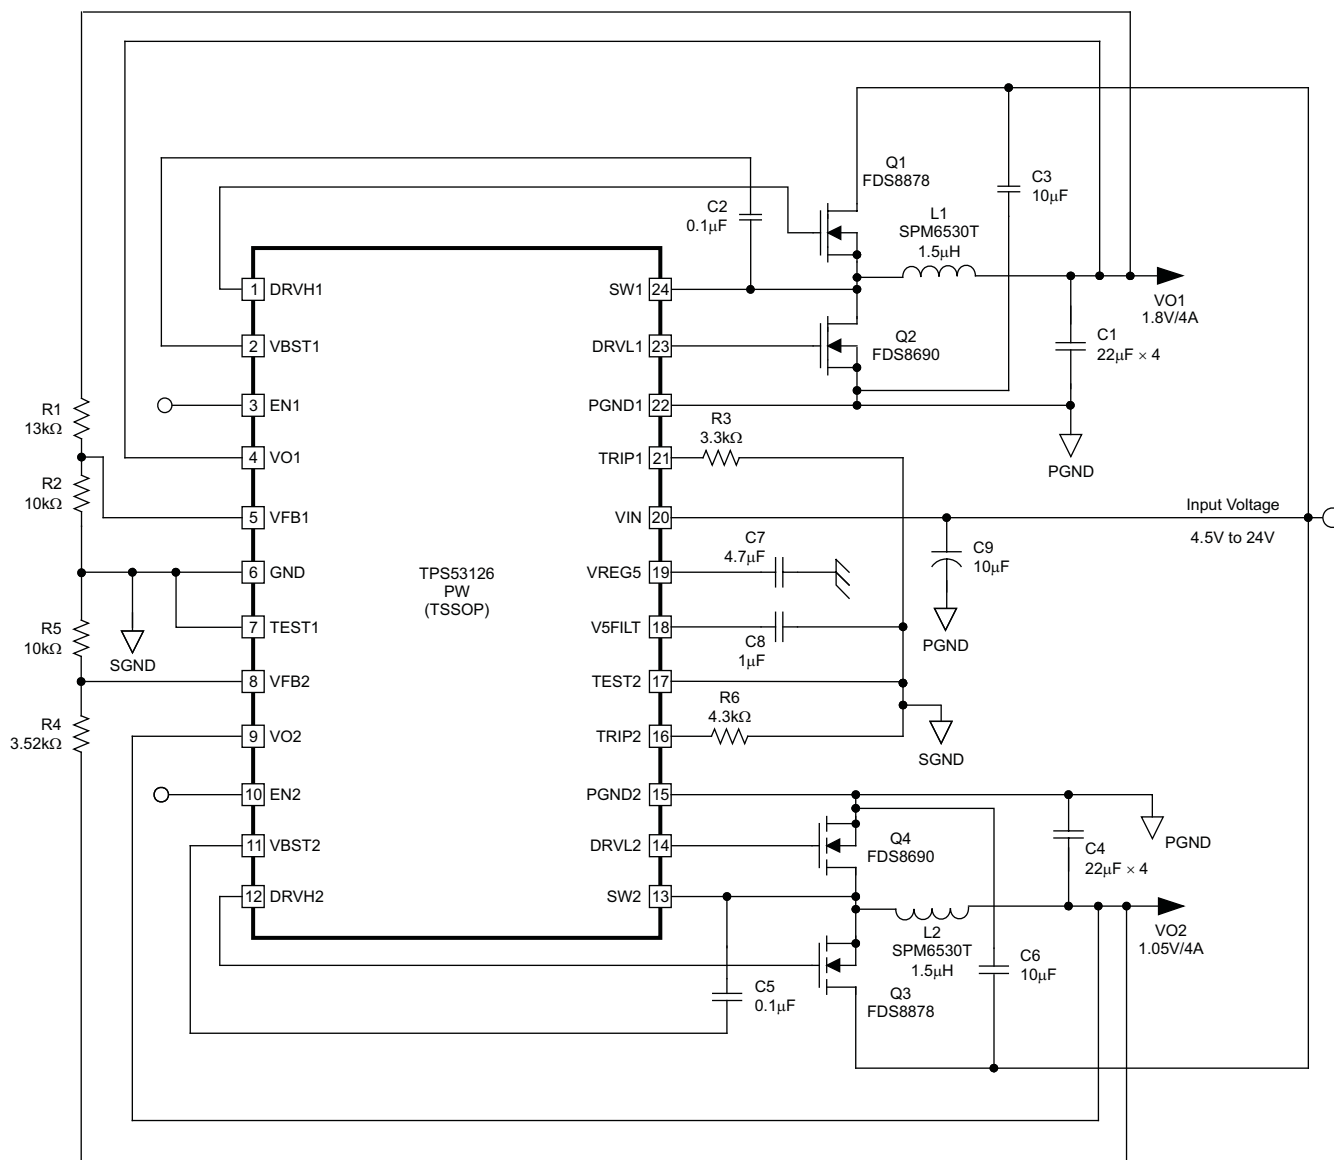 Q1
FDS8878
C3
10μF
C2
0.1μF
L1
SPM6530T
1.5μH
1 DRVH1
SW1 24
VO1
1.8V/4A
2 VBST1
DRVL1 23
Q2
FDS8690
C1
22μF × 4
R1
13kΩ
3 EN1
PGND1 22
R3
3.3kΩ
4 VO1
TRIP1 21
PGND
R2
10kΩ
5 VFB1
VIN 20
Input Voltage
4.5V to 24V
C7
4.7μF
C9
10μF
6 GND
VREG5 19
TPS53126
PW
(TSSOP)
R5
10kΩ
7 TEST1
V5FILT 18
C8
1μF
PGND
SGND
8 VFB2
TEST2 17
R4
3.52kΩ
R6
4.3kΩ
9 VO2
TRIP2 16
SGND
10 EN2
PGND2 15
11 VBST2
DRVL2 14
Q4
FDS8690
C4
22μF × 4
PGND
12 DRVH2
SW2 13
VO2
1.05V/4A
L2
SPM6530T
1.5μH
C6
10μF
C5
0.1μF
Q3
FDS8878